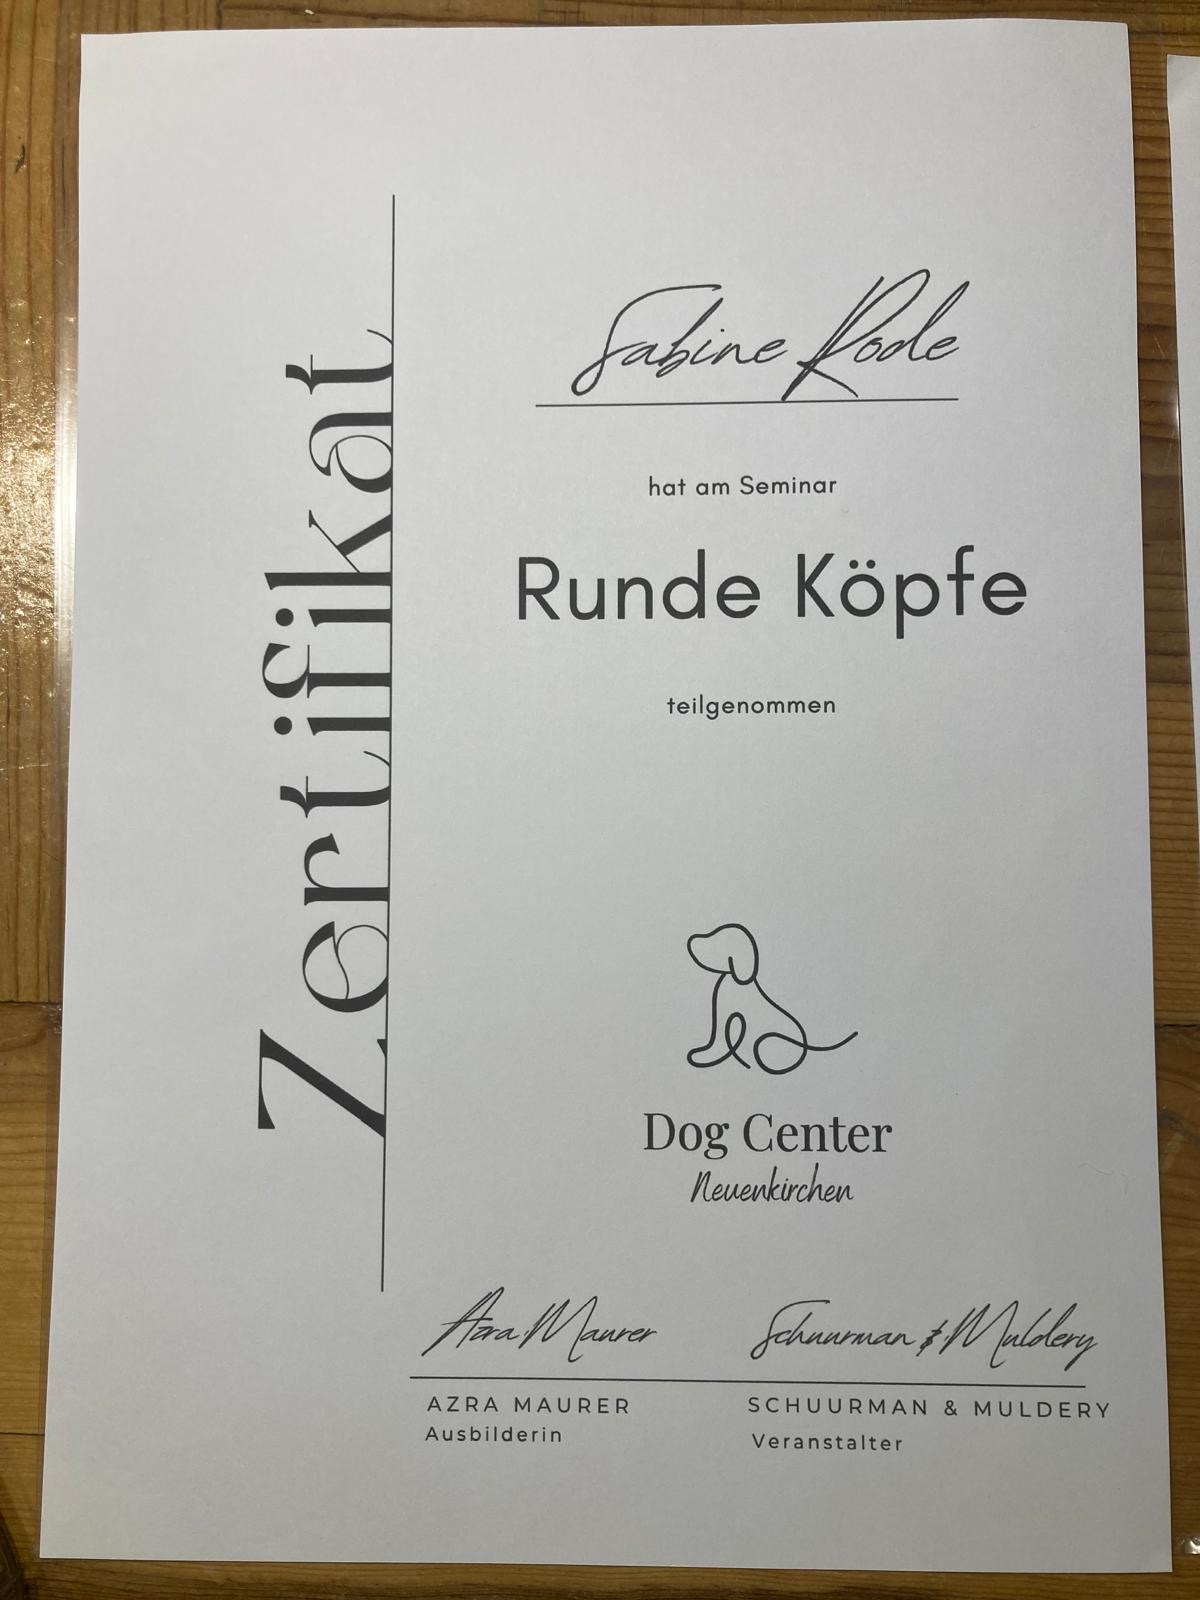 Zertifikat
Sabine Rode
hat am Seminar
Runde Köpfe
teilgenommen
Dog Center
Neuenkirchen
Azra Maurer
Schuurman & Muldery
AZRA MAURER
SCHUURMAN & MULDERY
Ausbilderin
Veranstalter